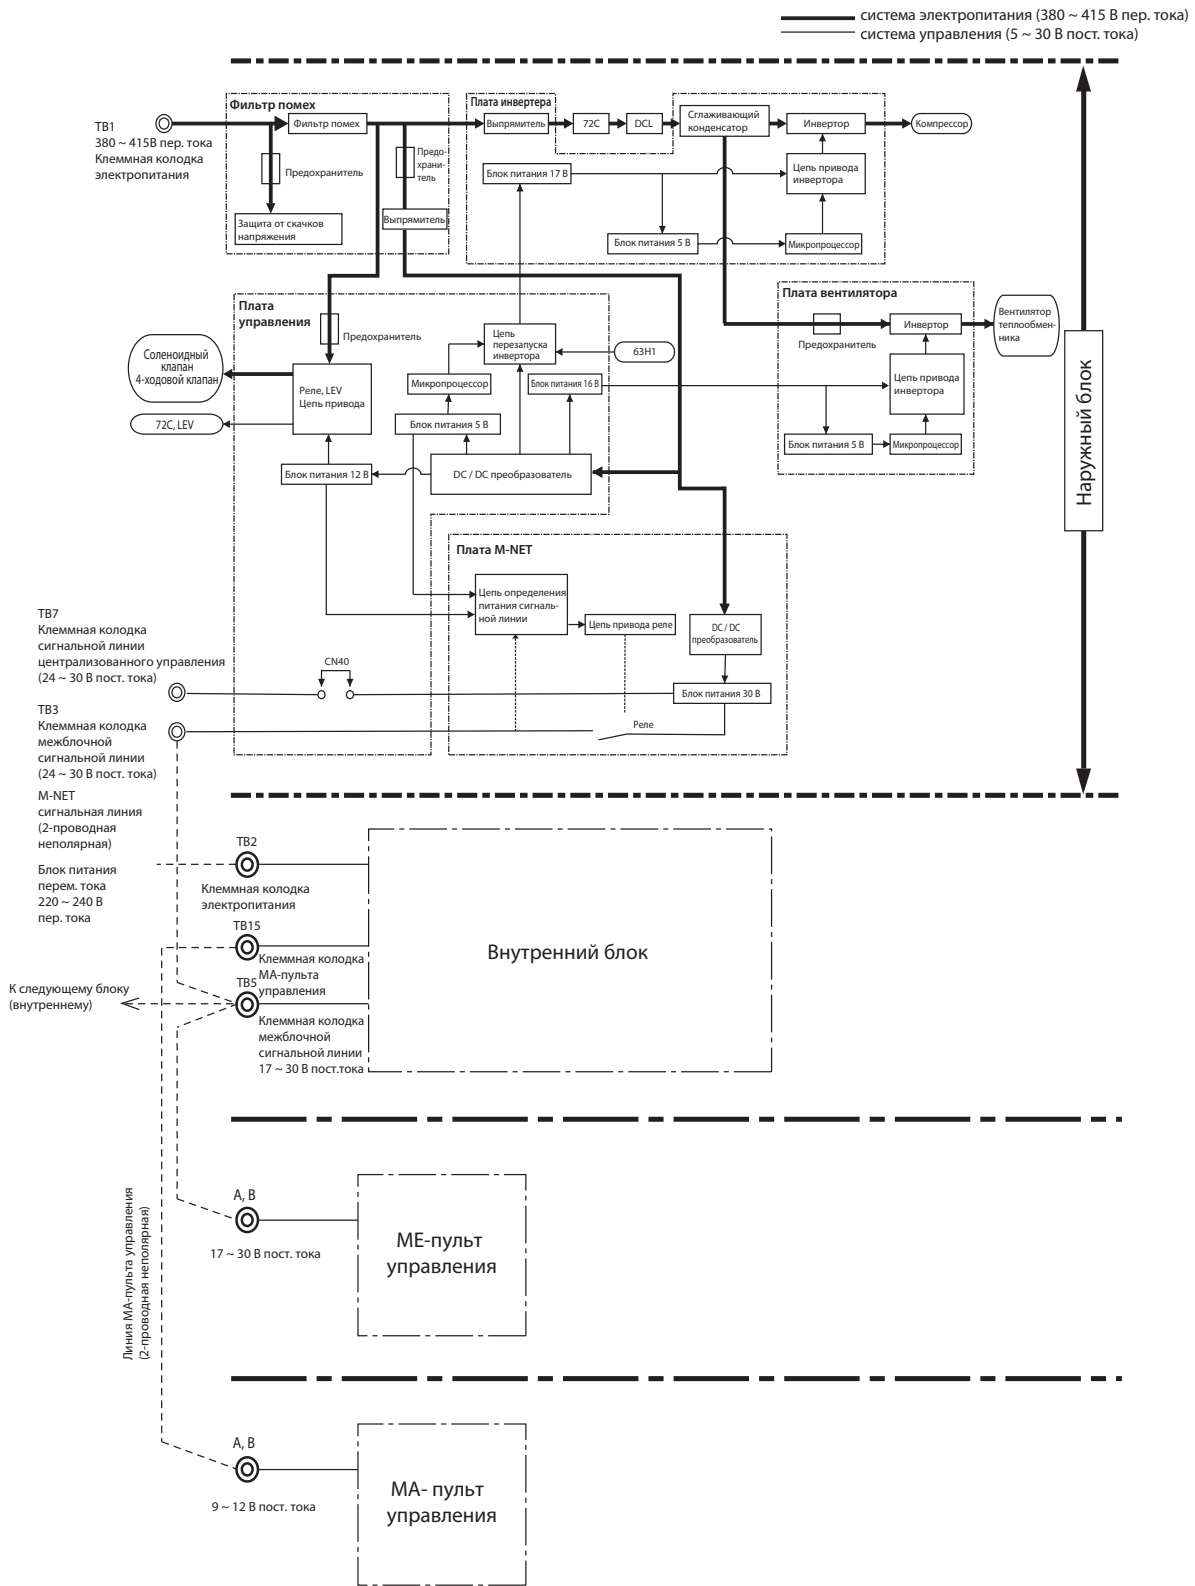 система электропитания (380 ~ 415 В пер. тока)
система управления (5 ~ 30 В пост. тока)
Фильтр помех
TB1
380 ~ 415В пер. тока
Клеммная колодка
электропитания
Фильтр помех
Предохранитель
Предо-
храни-
тель
Защита от скачков
напряжения
Выпрямитель
Плата инвертера
Выпрямитель
72C
DCL
Сглаживающий
конденсатор
Инвертор
Компрессор
Блок питания 17 В
Цепь привода
инвертора
Блок питания 5 В
Микропроцессор
Плата
управления
Предохранитель
Цепь
перезапуска
инвертора
63H1
Соленоидный
клапан
4-ходовой клапан
Реле, LEV
Цепь привода
Микропроцессор
Блок питания 16 В
72C, LEV
Блок питания 5 В
Блок питания 12 В
DC / DC преобразователь
Плата вентилятора
Предохранитель
Инвертор
Вентилятор
теплообмен-
ника
Цепь привода
инвертора
Блок питания 5 В
Микропроцессор
Наружный блок
Плата M-NET
Цепь определения
питания сигналь-
ной линии
Цепь привода реле
DC / DC
преобразователь
Блок питания 30 В
Реле
CN40
TB7
Клеммная колодка
сигнальной линии
централизованного управления
(24 ~ 30 В пост. тока)
TB3
Клеммная колодка
межблочной
сигнальной линии
(24 ~ 30 В пост. тока)
M-NET
сигнальная линия
(2-проводная
неполярная)
Блок питания
перем. тока
220 ~ 240 В
пер. тока
TB2
Клеммная колодка
электропитания
TB15
Клеммная колодка
МА-пульта
управления
TB5
Клеммная колодка
межблочной
сигнальной линии
17 ~ 30 В пост.тока
К следующему блоку
(внутреннему)
Внутренний блок
Линия МА-пульта управления
(2-проводная неполярная)
A, B
17 ~ 30 В пост. тока
МЕ-пульт
управления
A, B
9 ~ 12 В пост. тока
МА- пульт
управления